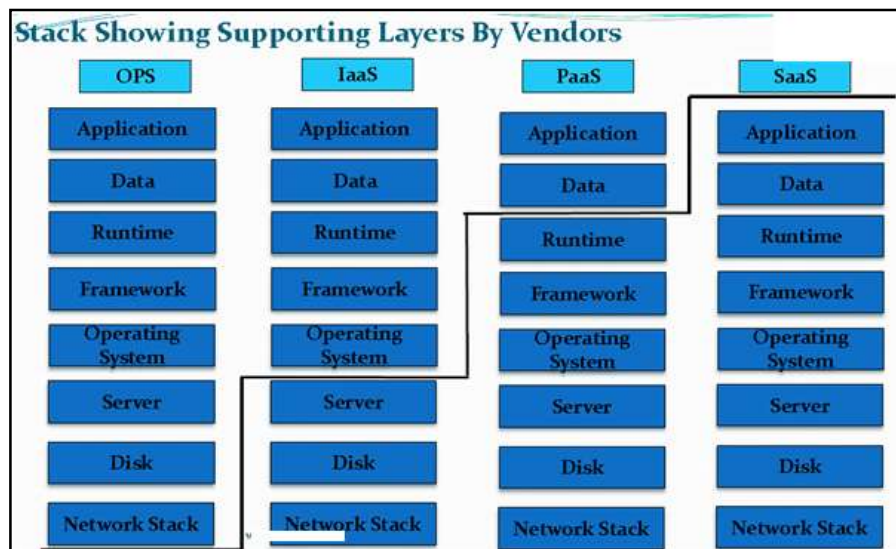 Stack Showing Supporting Layers By Vendors
OPS IaaS PaaS SaaS
Application Application Application Application
Data Data Data Data
Runtime Runtime Runtime Runtime
Framework Framework Framework Framework
Operating Operating Operating Operating
System System System System
Server Server Server Server
Disk Disk Disk Disk
Network Stack Network Stack Network Stack Network Stack